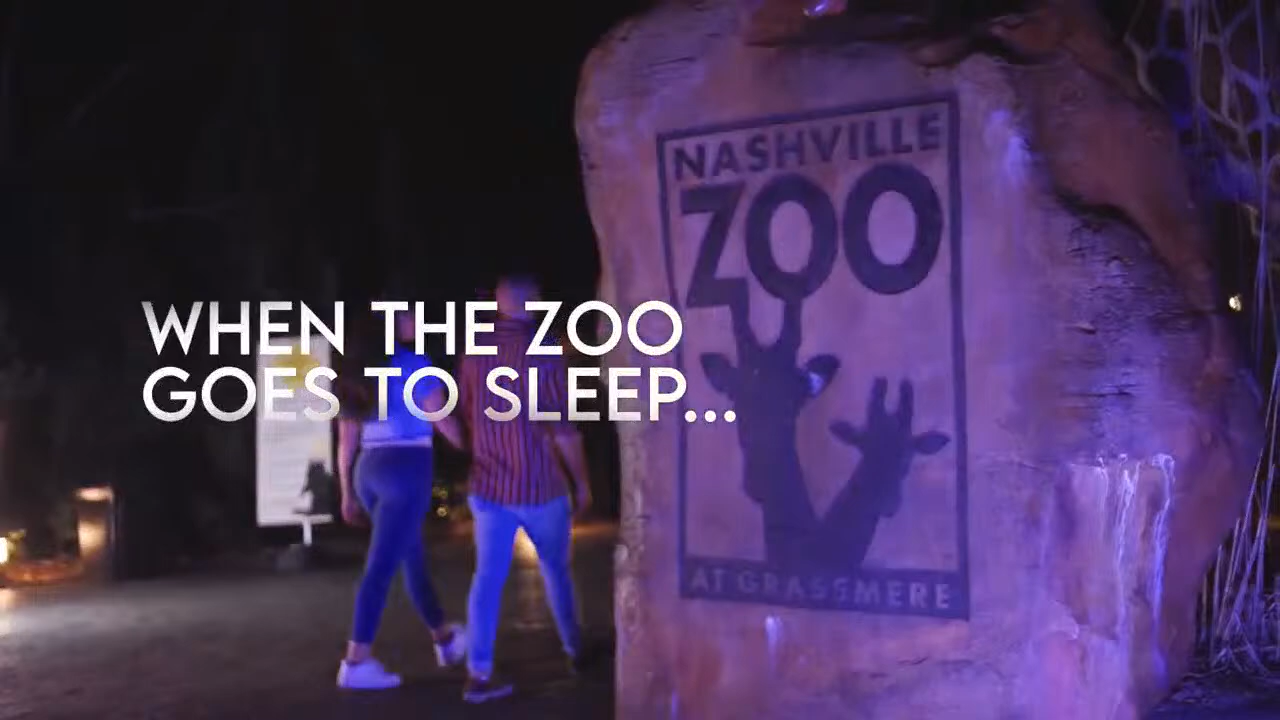 WHEN THE ZOO
GOES TO SLEEP...
NASHVILLE
ZOO
AT GRASSMERE